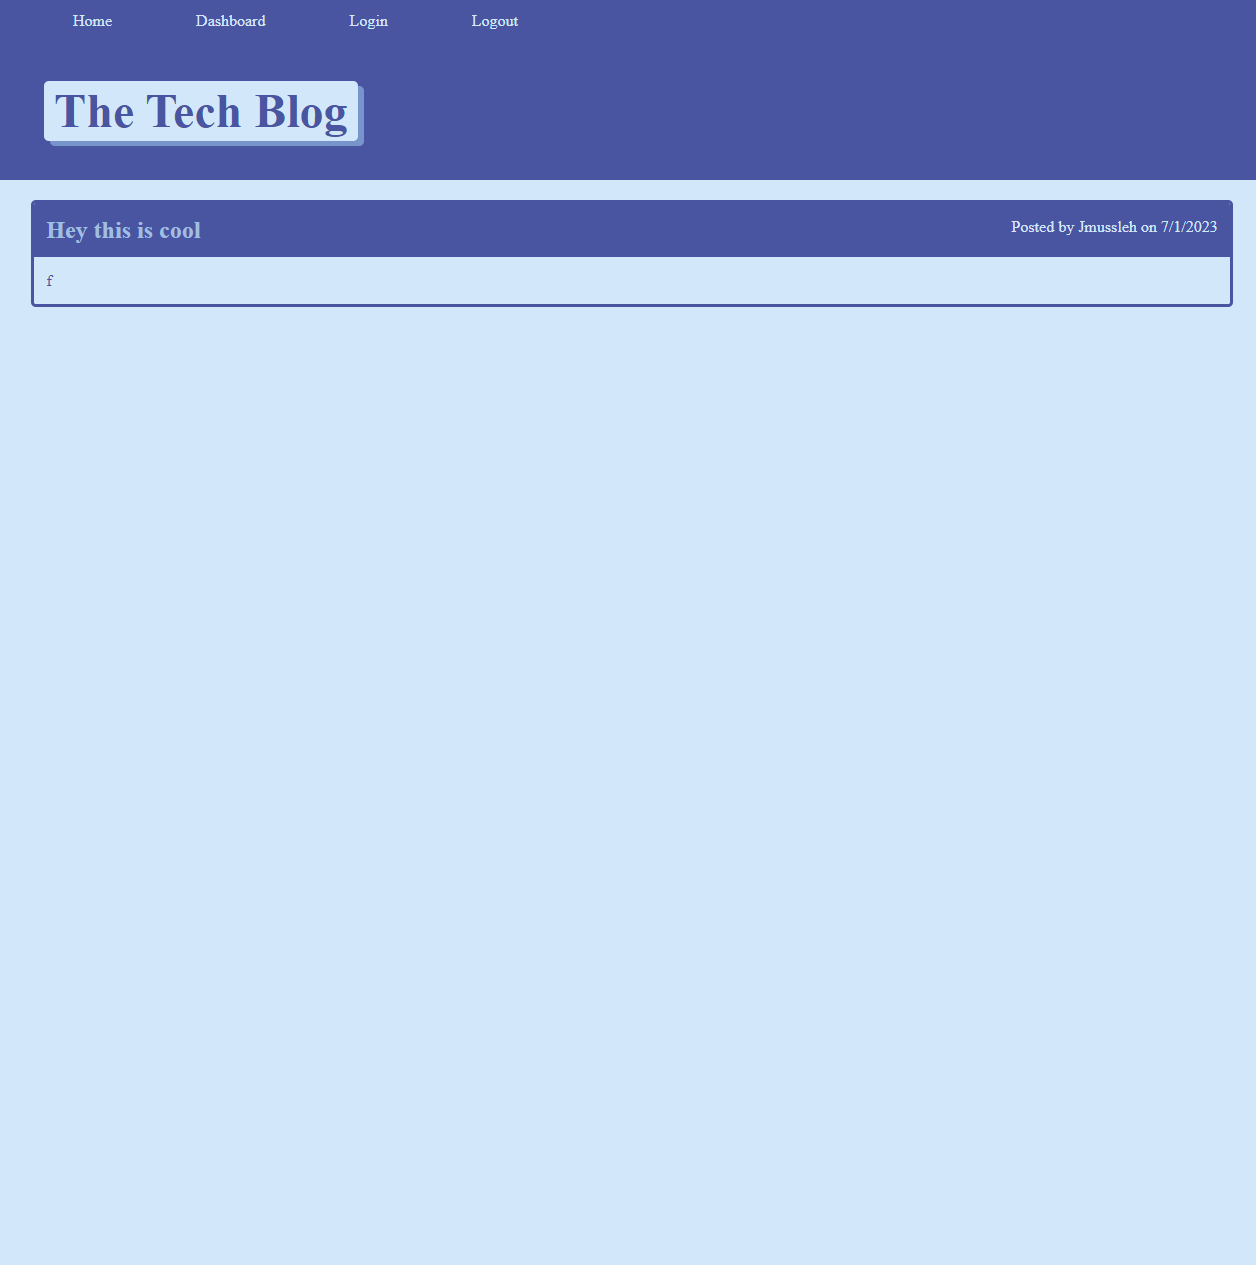 Home Dashboard Login Logout
The Tech Blog
Hey this is cool
Posted by Jmussleh on 7/1/2023
f